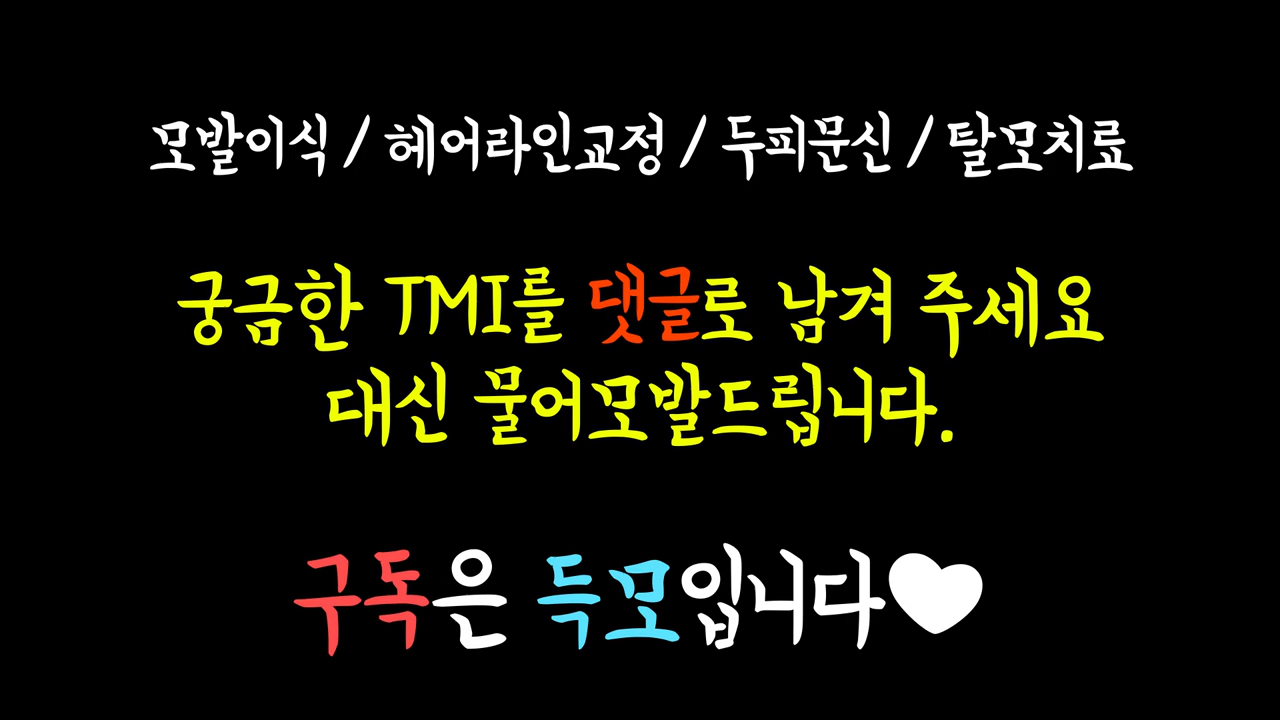 모발이식 / 헤어라인교정 / 두피문신 / 탈모치료
궁금한 TMI를 댓글로 남겨 주세요
대신 물어모발드립니다.
구독은 득모입니다♥